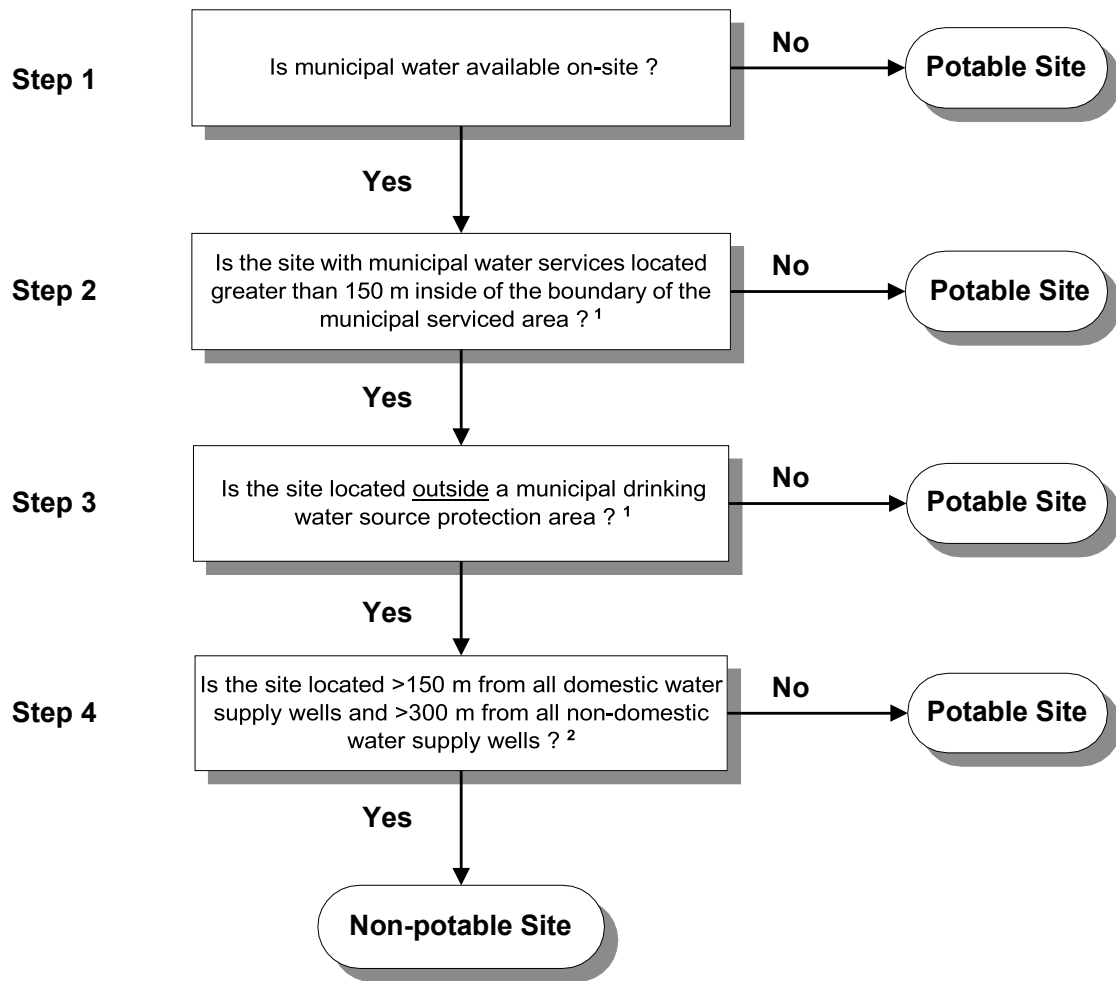 Step 1
Is municipal water available on-site ?
No
Potable Site
Yes
Step 2
Is the site with municipal water services located
greater than 150 m inside of the boundary of the
municipal serviced area ? 1
No
Potable Site
Yes
Step 3
Is the site located outside a municipal drinking
water source protection area ? 1
No
Potable Site
Yes
Step 4
Is the site located >150 m from all domestic water
supply wells and >300 m from all non-domestic
water supply wells ? 2
No
Potable Site
Yes
Non-potable Site